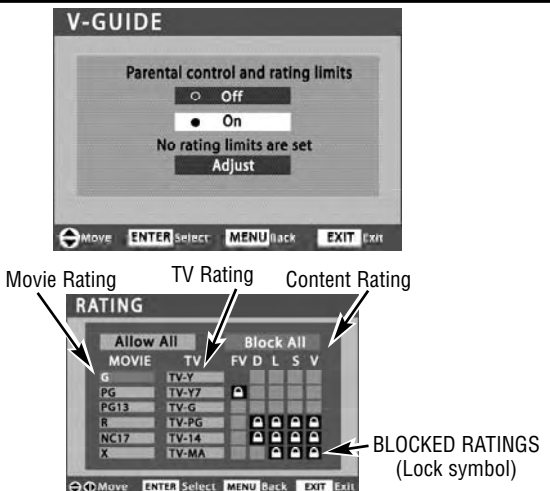 V-GUIDE
Parental control and rating limits
Off
On
No rating limits are set
Adjust
Move ENTER Select MENU Back EXIT Exit
Movie Rating TV Rating Content Rating
RATING
Allow All Block All
MOVIE TV FV D L S V
G TV-Y
PG TV-Y7
PG13 TV-G
R TV-PG
NC17 TV-14
X TV-MA
BLOCKED RATINGS
(Lock symbol)
Move ENTER Select MENU Back EXIT Exit